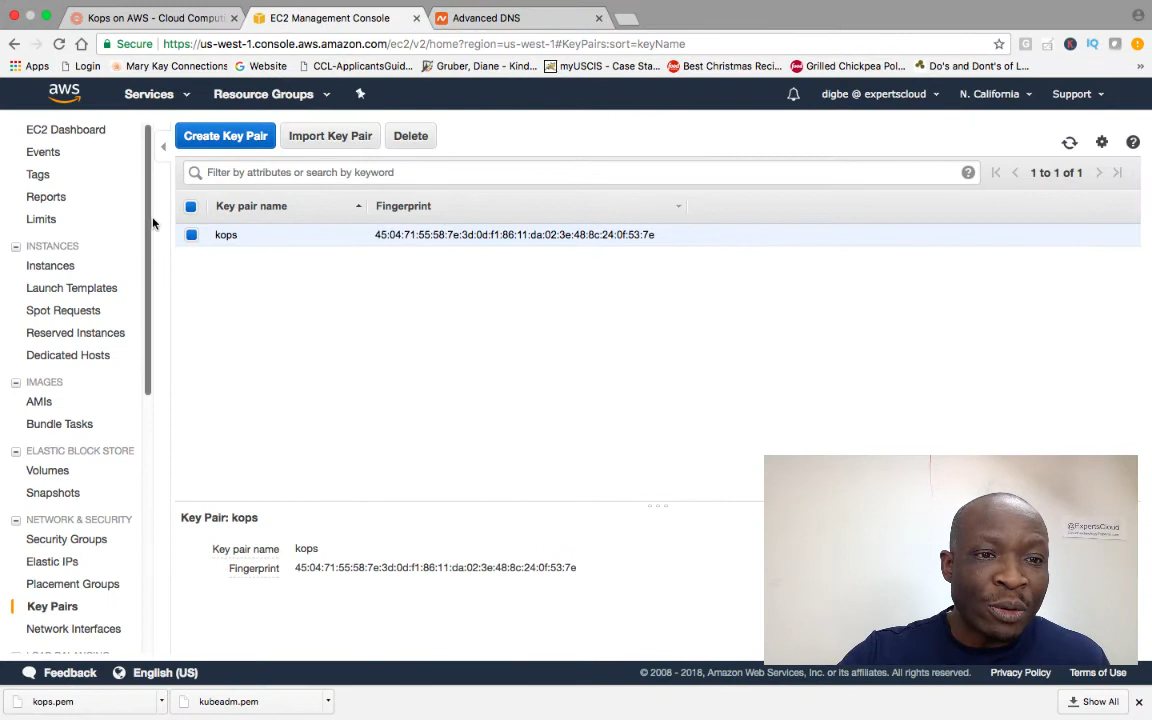 Kops on AWS - Cloud Computi
EC2 Management Console
Advanced DNS
Secure
https://us-west-1.console.aws.amazon.com/ec2/v2/home?region=us-west-1#KeyPairs:sort=keyName
Apps
Login
Mary Kay Connections
Website
CCL-ApplicantsGuid...
Gruber, Diane - Kind...
myUSCIS - Case Sta...
Best Christmas Reci...
Grilled Chickpea Pol...
Do's and Dont's of L...
aws
Services
Resource Groups
digbe @ expertscloud
N. California
Support
EC2 Dashboard
Events
Tags
Reports
Limits
INSTANCES
Instances
Launch Templates
Spot Requests
Reserved Instances
Dedicated Hosts
IMAGES
AMIs
Bundle Tasks
ELASTIC BLOCK STORE
Volumes
Snapshots
NETWORK & SECURITY
Security Groups
Elastic IPs
Placement Groups
Key Pairs
Network Interfaces
Create Key Pair
Import Key Pair
Delete
Filter by attributes or search by keyword
1 to 1 of 1
Key pair name
Fingerprint
kops
45:04:71:55:58:7e:3d:0d:f1:86:11:da:02:3e:48:8c:24:0f:53:7e
Key Pair: kops
Key pair name
kops
Fingerprint
45:04:71:55:58:7e:3d:0d:f1:86:11:da:02:3e:48:8c:24:0f:53:7e
@ExpertsCloud
Feedback
English (US)
© 2008 - 2018, Amazon Web Services, Inc. or its affiliates. All rights reserved.
Privacy Policy
Terms of Use
kops.pem
kubeadm.pem
Show All